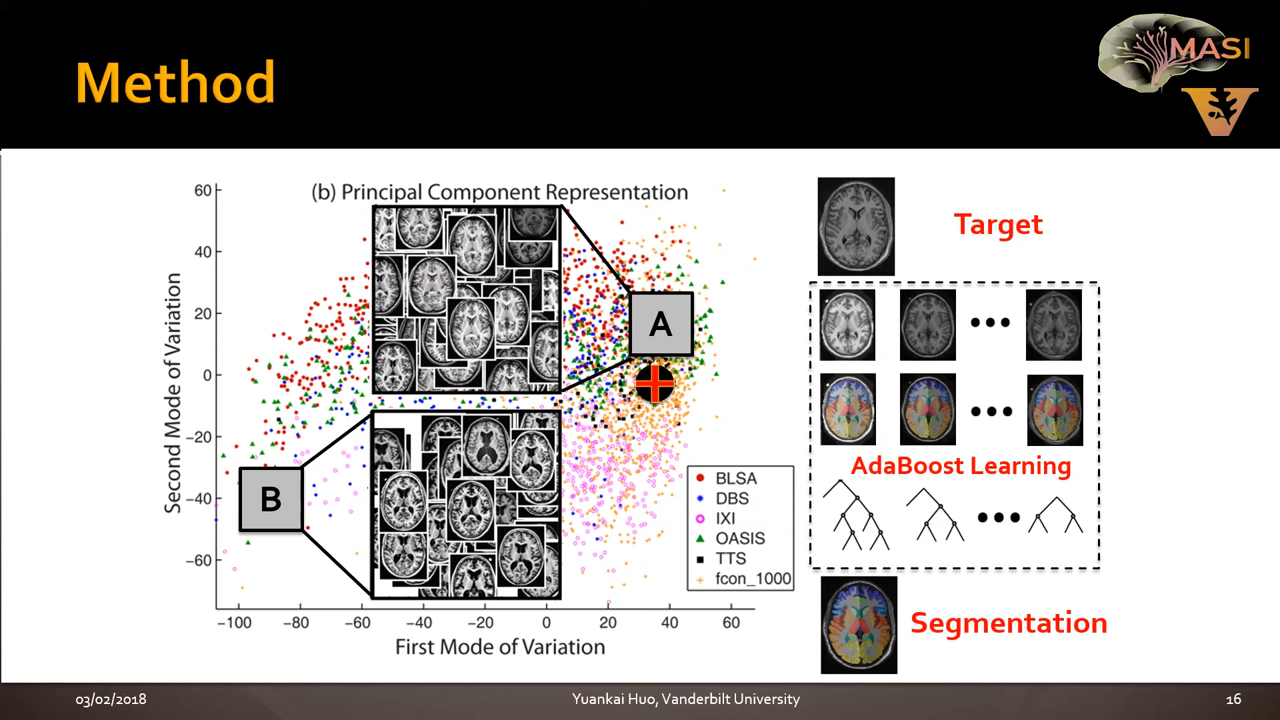 Method
MASI
V
(b) Principal Component Representation
60
40
20
0
−20
−40
−60
Second Mode of Variation
−100
−80
−60
−40
−20
0
20
40
60
First Mode of Variation
A
B
BLSA
DBS
IXI
OASIS
TTS
fcon_1000
Target
AdaBoost Learning
Segmentation
03/02/2018
Yuankai Huo, Vanderbilt University
16